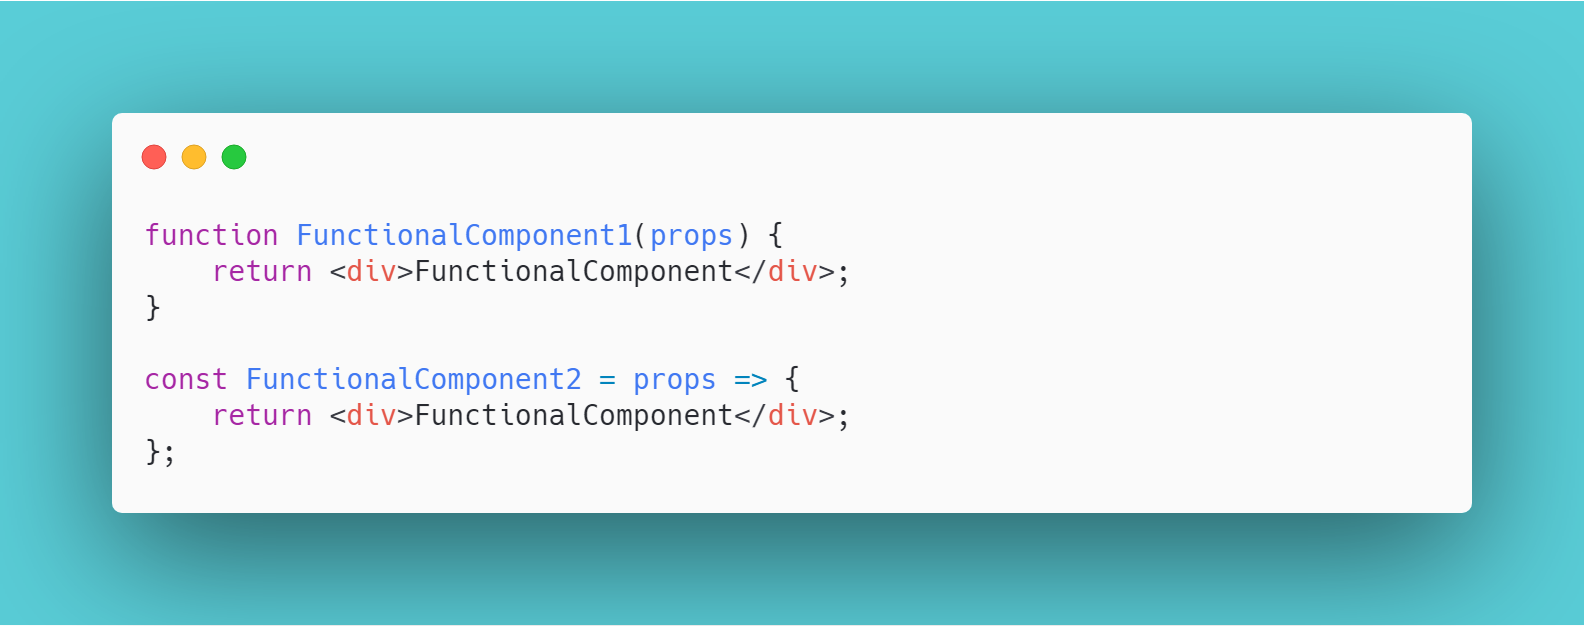 function FunctionalComponent1(props) {
    return <div>FunctionalComponent</div>;
}

const FunctionalComponent2 = props => {
    return <div>FunctionalComponent</div>;
};